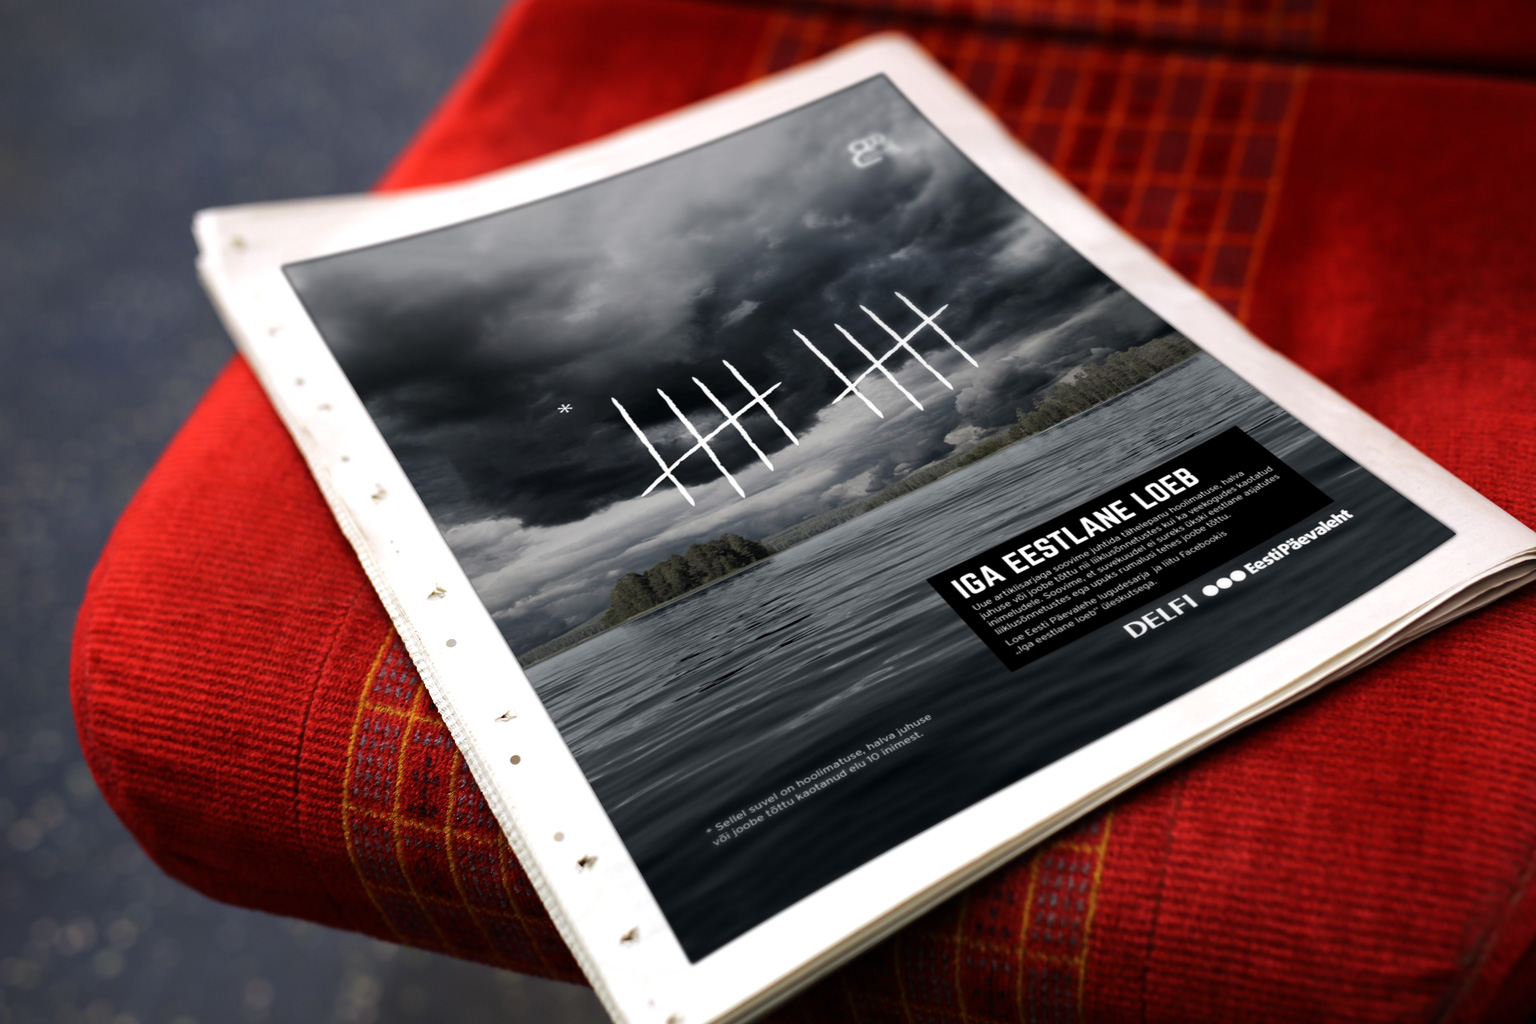 *
IGA EESTLANE LOEB
Uue artiklisarjaga soovime juhtida tähelepanu hoolimatuse, halva
juhuse või joobe tõttu nii liiklusõnnetustes kui ka veekogudes kaotatud
inimeludele. Soovime, et suvekuudel ei sureks ükski eestlane asjatutes
liiklusõnnetustes ega upuks rumalusi tehes joobe tõttu.
Loe Eesti Päevalehe lugudesarja ja liitu Facebookis
„Iga eestlane loeb“ üleskutsega.
DELFI EestiPäevaleht
* Sellel suvel on hoolimatuse, halva juhuse
või joobe tõttu kaotanud elu 10 inimest.